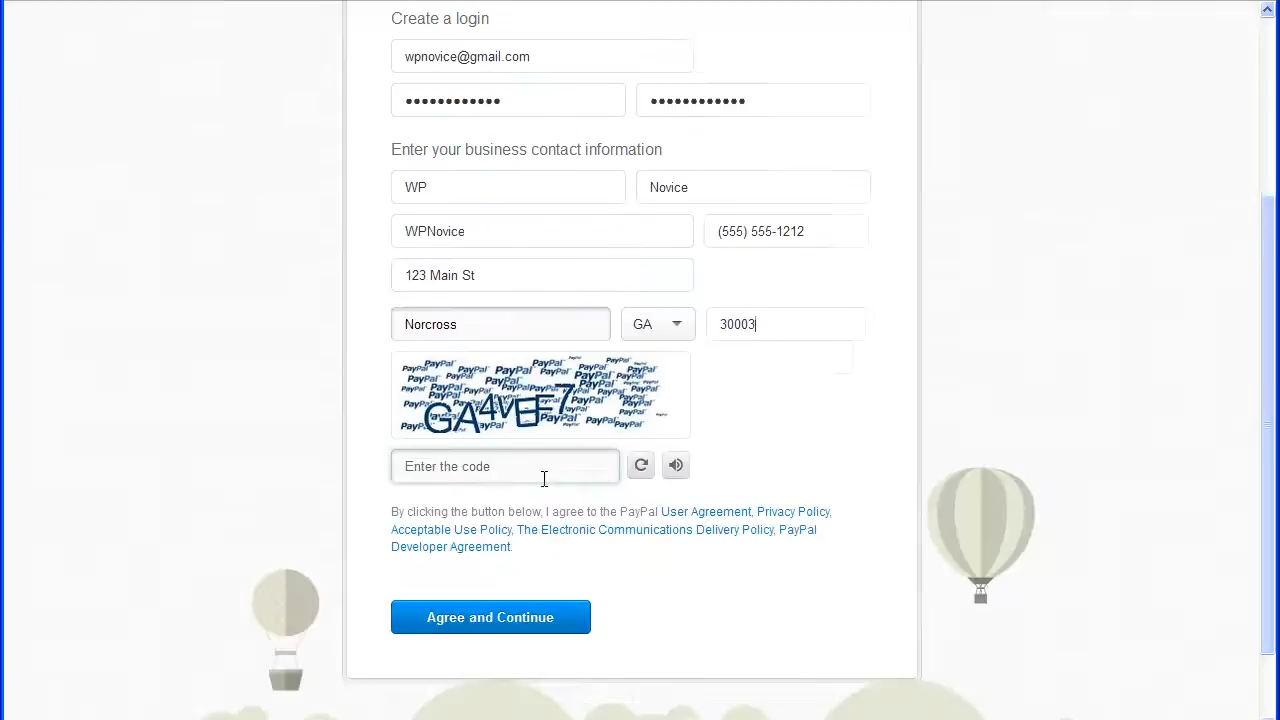 Create a login
wpnovice@gmail.com
●●●●●●●●●●●● ●●●●●●●●●●●●
Enter your business contact information
WP Novice
WPNovice (555) 555-1212
123 Main St
Norcross GA 30003
PayPal
GA4VEF7
Enter the code
By clicking the button below, I agree to the PayPal User Agreement, Privacy Policy,
Acceptable Use Policy, The Electronic Communications Delivery Policy, PayPal
Developer Agreement.
Agree and Continue